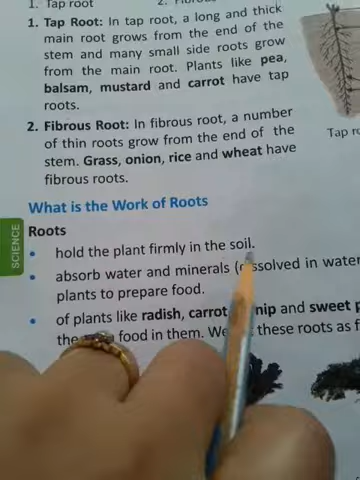 1. Tap root
1. Tap Root: In tap root, a long and thick
main root grows from the end of the
stem and many small side roots grow
from the main root. Plants like pea,
balsam, mustard and carrot have tap
roots.
2. Fibrous Root: In fibrous root, a number
of thin roots grow from the end of the
stem. Grass, onion, rice and wheat have
fibrous roots.
Tap
What is the Work of Roots
SCIENCE
Roots
• hold the plant firmly in the soil.
• absorb water and minerals (dissolved in water
plants to prepare food.
• of plants like radish, carrot and sweet
the food in them. We these roots as